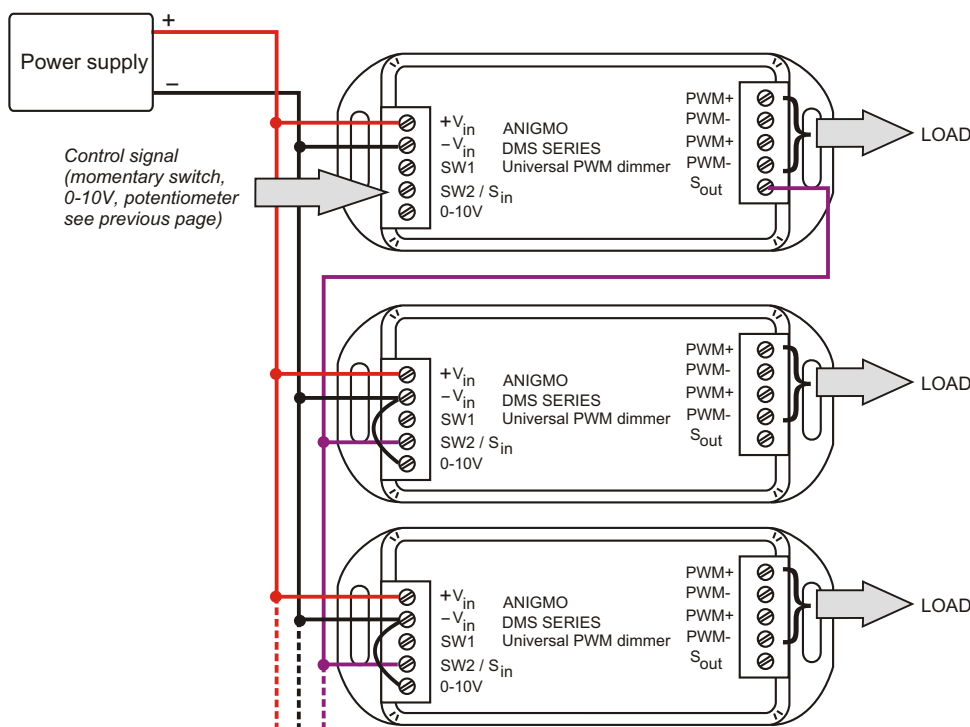 Power supply
+
−
Control signal
(momentary switch,
0-10V, potentiometer
see previous page)
+Vin
−Vin
SW1
SW2 / Sin
0-10V
ANIGMO
DMS SERIES
Universal PWM dimmer
PWM+
PWM-
PWM+
PWM-
Sout
LOAD
+Vin
−Vin
SW1
SW2 / Sin
0-10V
ANIGMO
DMS SERIES
Universal PWM dimmer
PWM+
PWM-
PWM+
PWM-
Sout
LOAD
+Vin
−Vin
SW1
SW2 / Sin
0-10V
ANIGMO
DMS SERIES
Universal PWM dimmer
PWM+
PWM-
PWM+
PWM-
Sout
LOAD